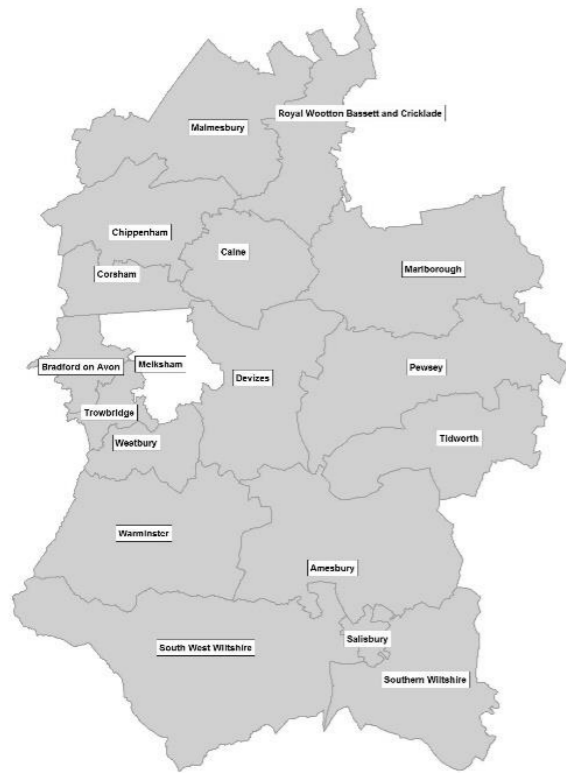 Royal Wootton Bassett and Cricklade
Malmesbury
Chippenham
Calne
Corsham
Marlborough
Bradford on Avon
Melksham
Devizes
Pewsey
Trowbridge
Westbury
Tidworth
Warminster
Amesbury
Salisbury
South West Wiltshire
Southern Wiltshire